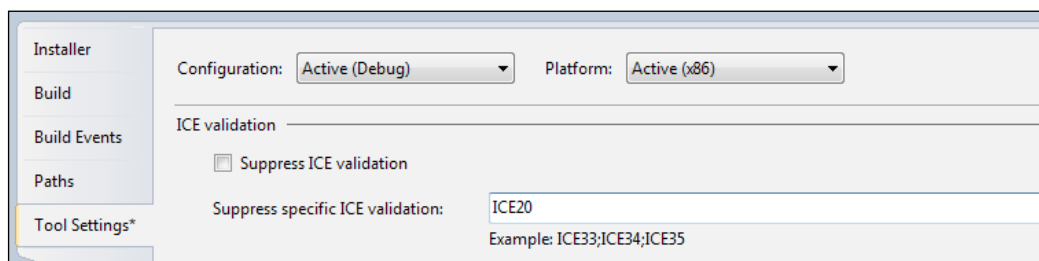 Installer
Configuration: Active (Debug) Platform: Active (x86)
Build
ICE validation
Build Events
Suppress ICE validation
Paths
Suppress specific ICE validation: ICE20
Tool Settings*
Example: ICE33;ICE34;ICE35